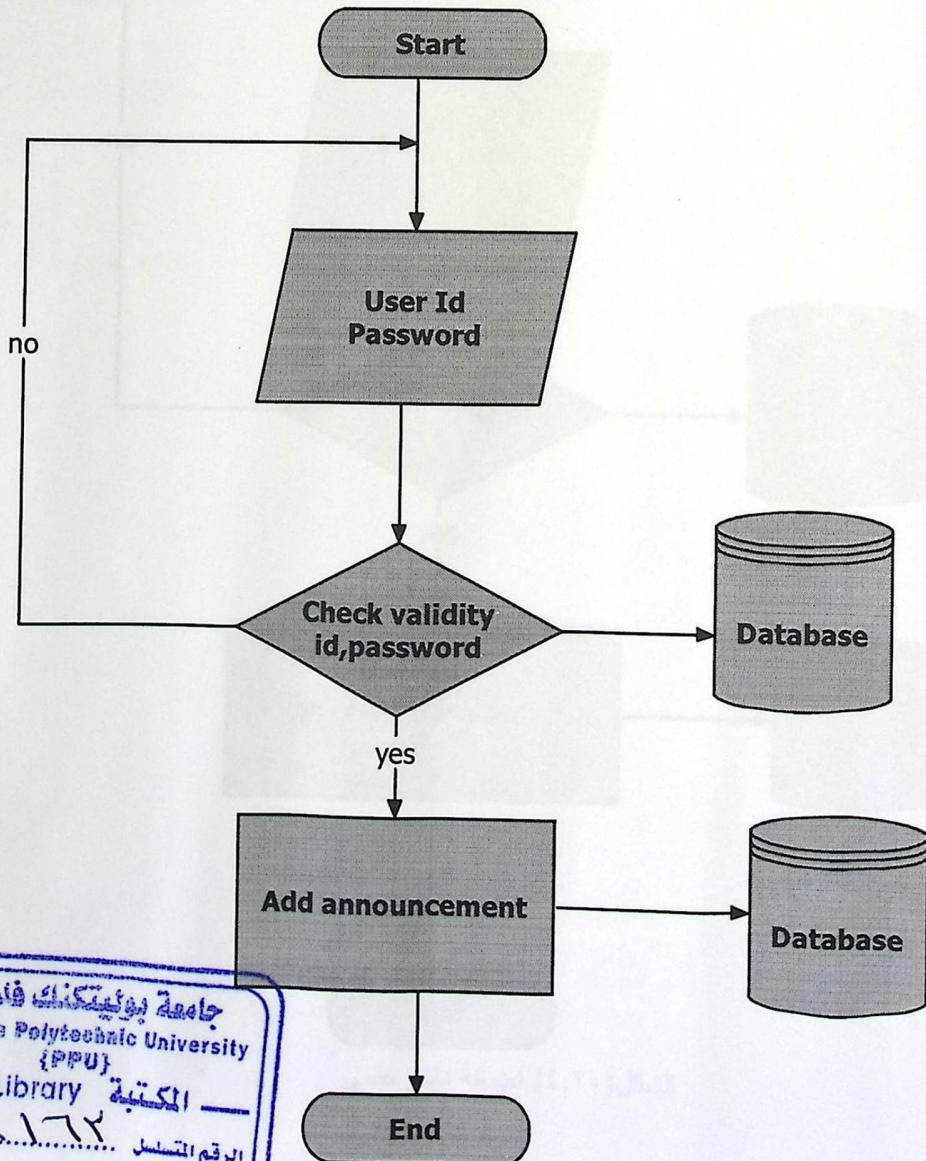 Start
no
User Id
Password
Check validity
id,password
Database
yes
Add announcement
Database
End
جامعة بوليتكنك
Polytechnic University
{PPU}
Library المكتبة
الرقم المتسلسل ١٦٢